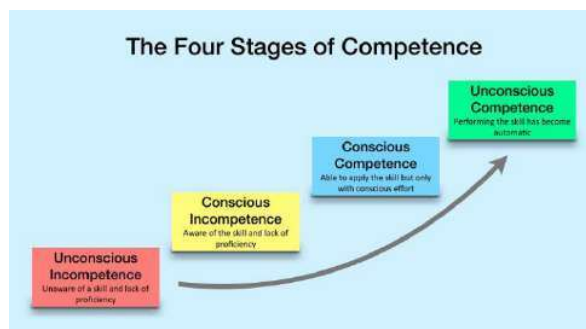 The Four Stages of Competence
Unconscious
Competence
Performing the skill has become
automatic
Conscious
Competence
Able to apply the skill but only
with conscious effort
Conscious
Incompetence
Aware of the skill and lack of
proficiency
Unconscious
Incompetence
Unaware of a skill and lack of
proficiency